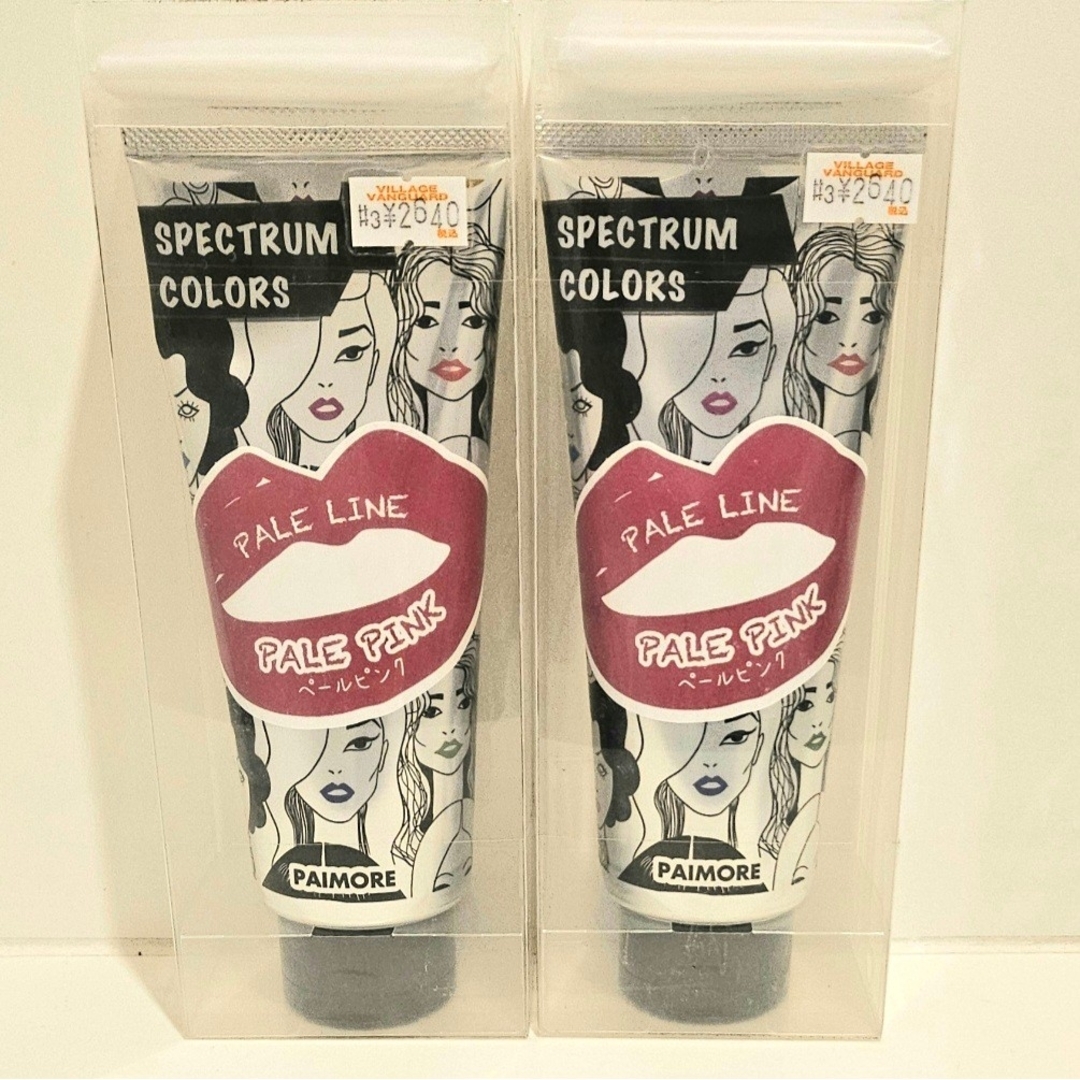 VILLAGE
VANGUARD
#3¥2640
税込
SPECTRUM
COLORS
PALE LINE
PALE PINK
ペールピンク
PAIMORE
VILLAGE
VANGUARD
#3¥2640
税込
SPECTRUM
COLORS
PALE LINE
PALE PINK
ペールピンク
PAIMORE